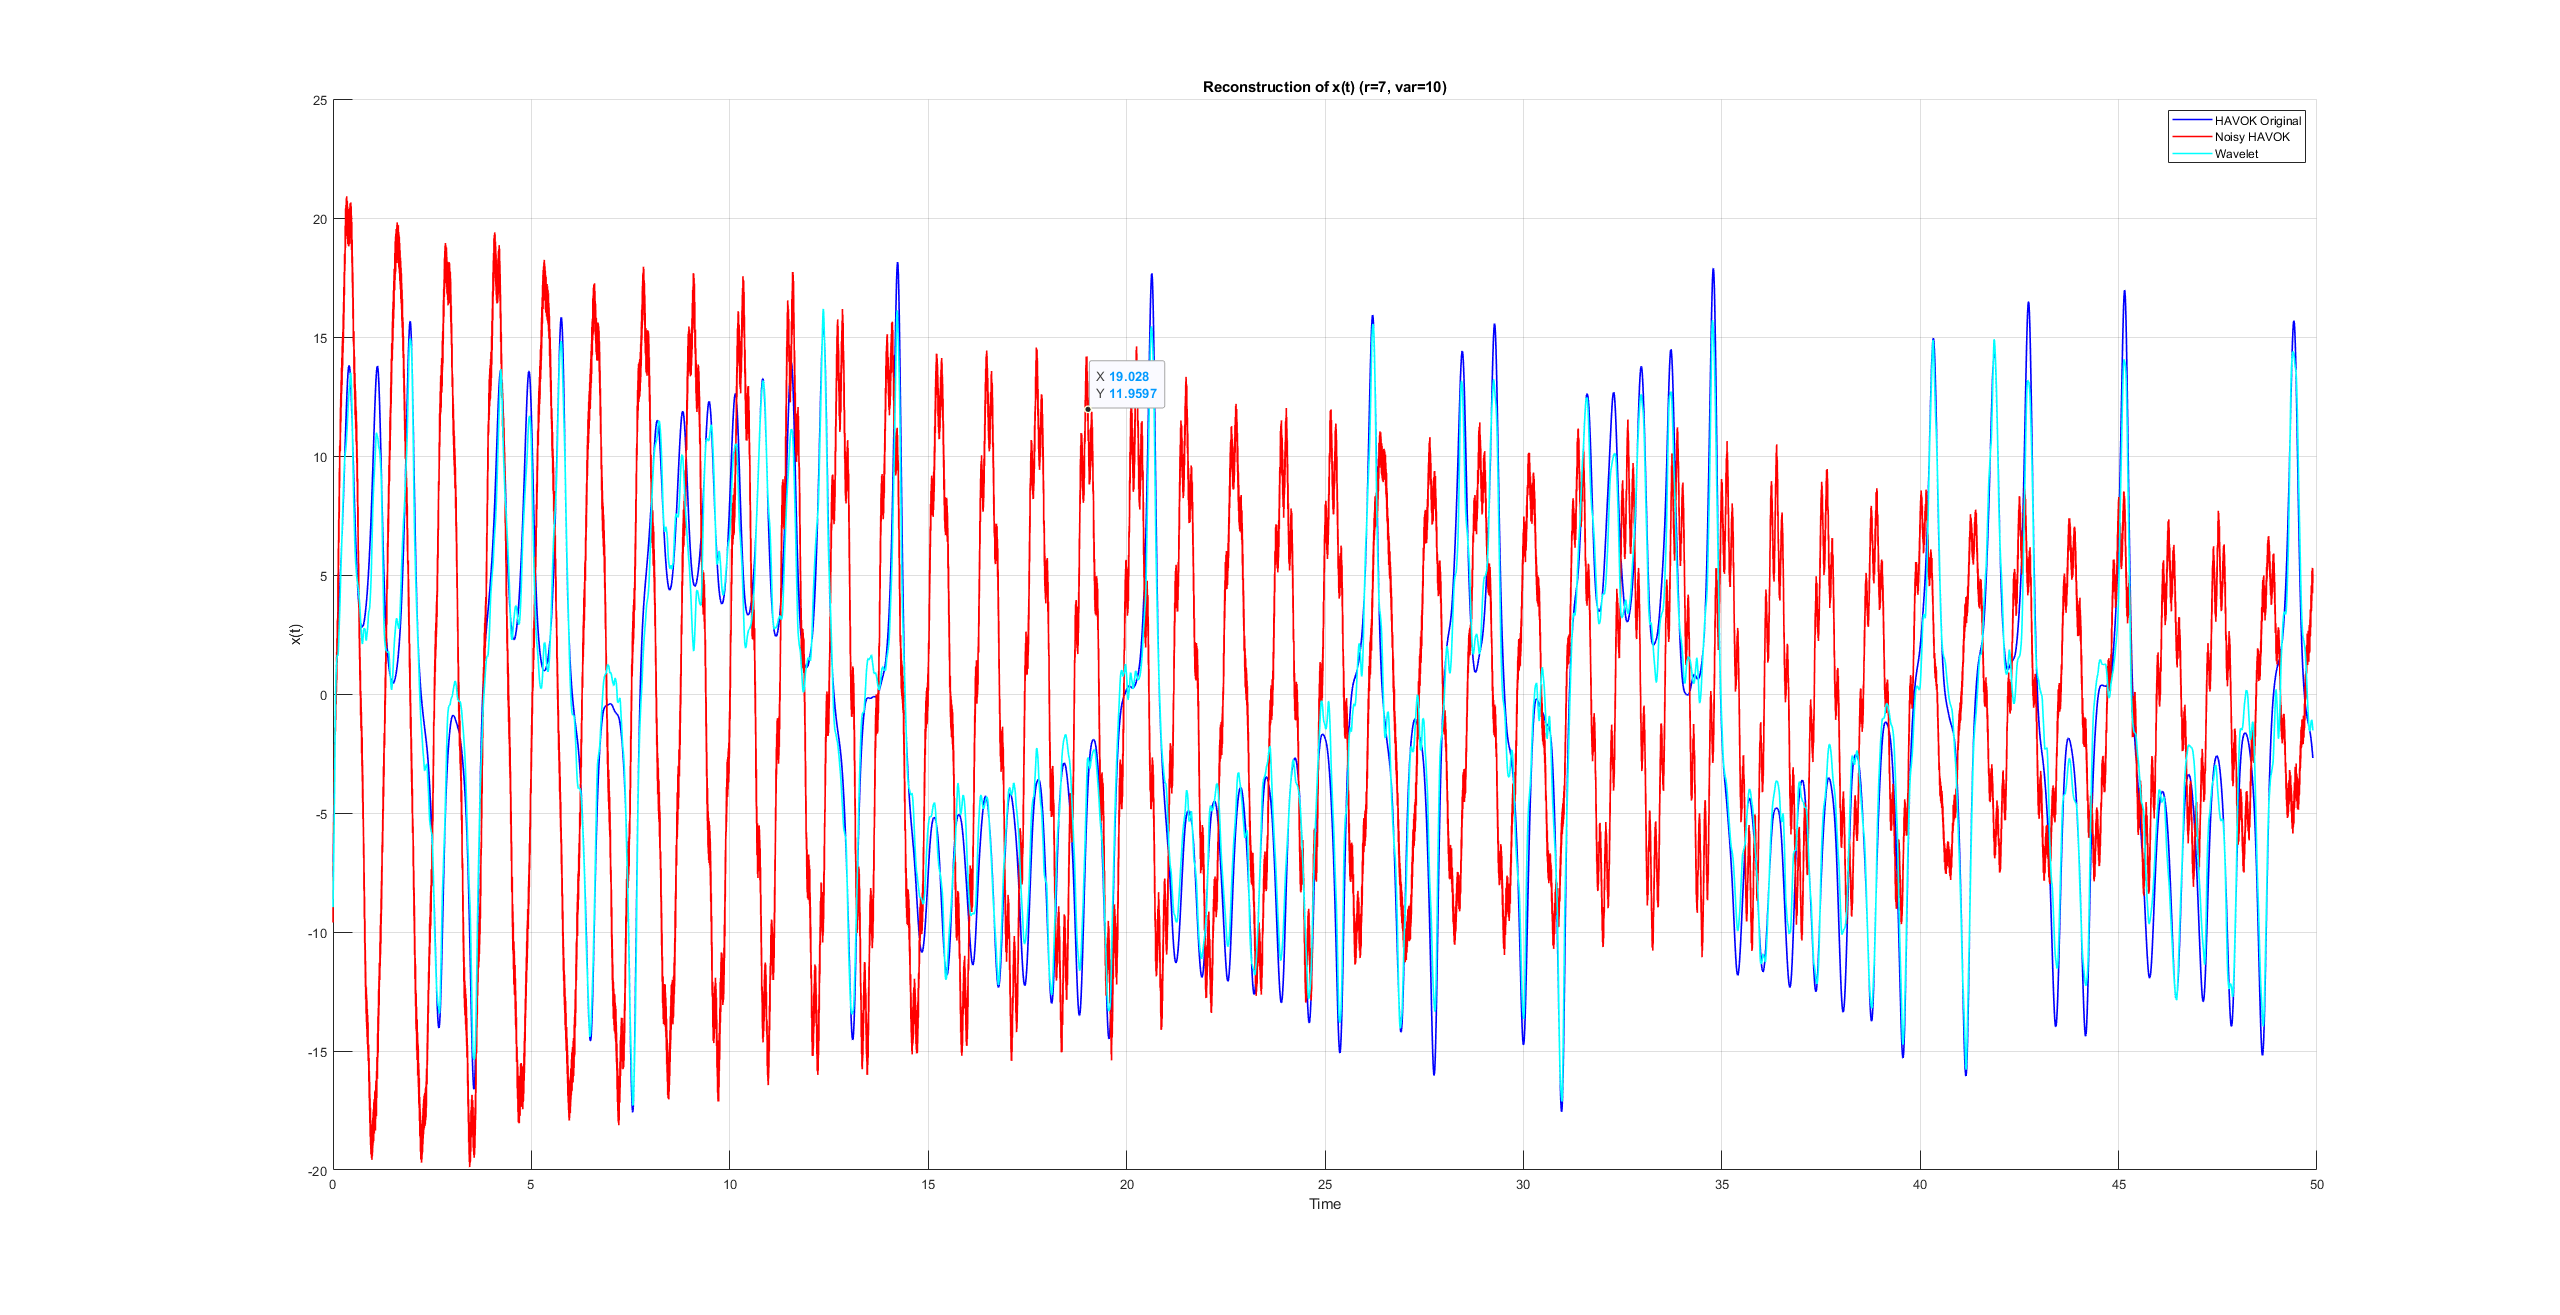 Reconstruction of x(t) (r=7, var=10)
25
20
15
10
5
0
-5
-10
-15
-20
x(t)
HAVOK Original
Noisy HAVOK
Wavelet
X 19.028
Y 11.9597
0 5 10 15 20 25 30 35 40 45 50
Time